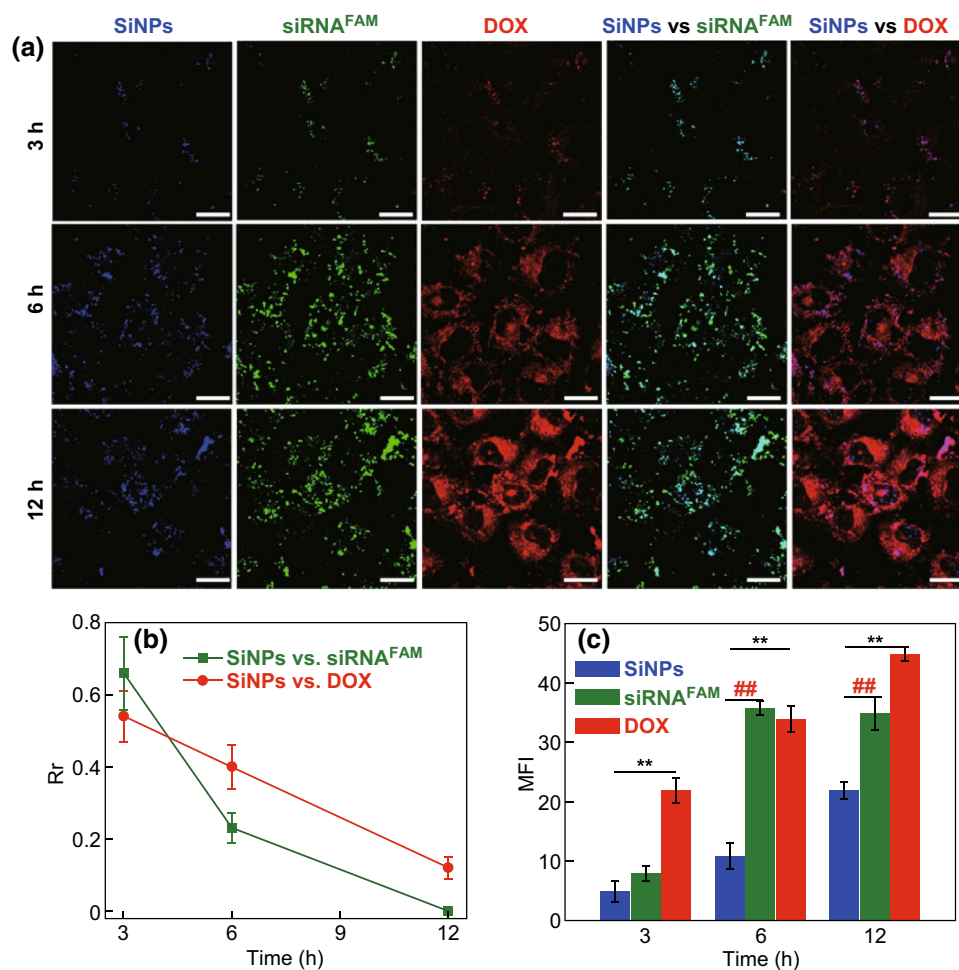 SiNPs siRNA^FAM DOX SiNPs vs siRNA^FAM SiNPs vs DOX
(a)
3 h
6 h
12 h
(b)
SiNPs vs. siRNA^FAM
SiNPs vs. DOX
0.8
0.6
0.4
0.2
0
Rr
3 6 9 12
Time (h)
(c)
SiNPs
siRNA^FAM
DOX
** ** **
## ##
50
40
30
20
10
0
MFI
3 6 12
Time (h)